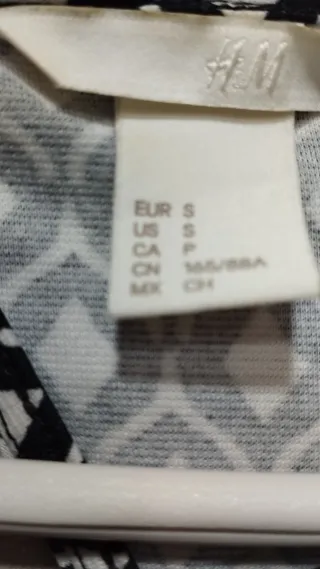 H&M
EUR S
US S
CA P
CN 165/88A
MX CH